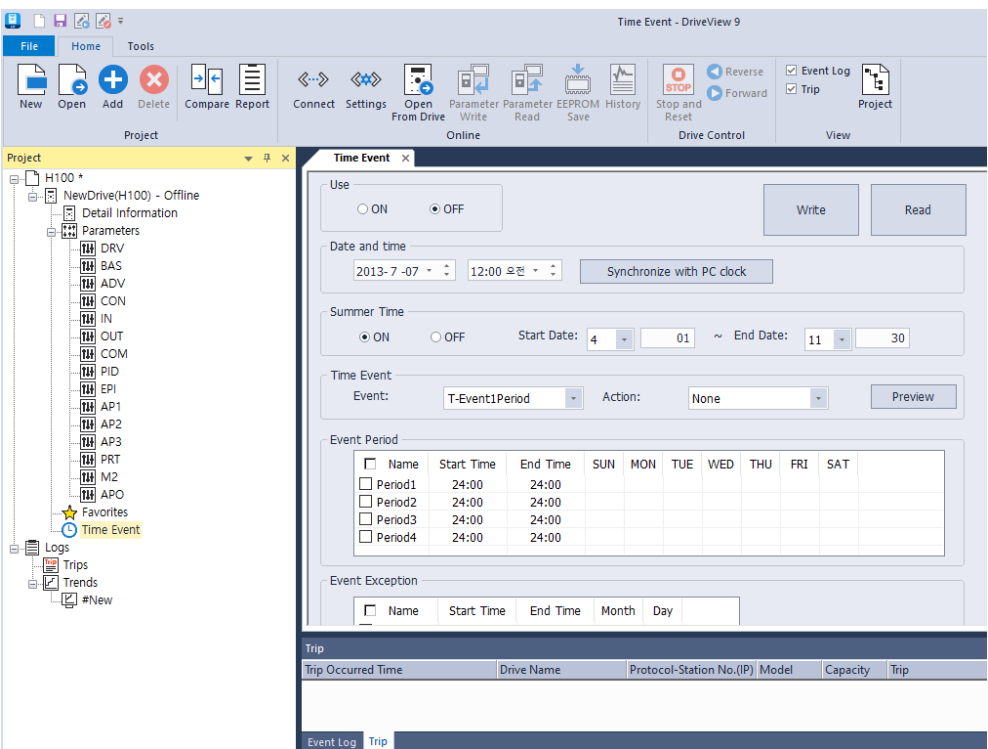 Time Event - DriveView 9
File Home Tools
New Open Add Delete Compare Report Connect Settings Open From Drive Parameter Write Parameter Read EEPROM Save History STOP Stop and Reset Reverse Forward Event Log Trip Project
Project Online Drive Control View
Project
H100 *
NewDrive(H100) - Offline
Detail Information
Parameters
DRV
BAS
ADV
CON
IN
OUT
COM
PID
EPI
AP1
AP2
AP3
PRT
M2
APO
Favorites
Time Event
Logs
Trip Trips
Trends
#New
Time Event
Use
ON OFF Write Read
Date and time
2013- 7 -07 12:00 오전 Synchronize with PC clock
Summer Time
ON OFF Start Date: 4 01 ~ End Date: 11 30
Time Event
Event: T-Event1Period Action: None Preview
Event Period
Name Start Time End Time SUN MON TUE WED THU FRI SAT
Period1 24:00 24:00
Period2 24:00 24:00
Period3 24:00 24:00
Period4 24:00 24:00
Event Exception
Name Start Time End Time Month Day
Trip
Trip Occurred Time Drive Name Protocol-Station No.(IP) Model Capacity Trip
Event Log Trip